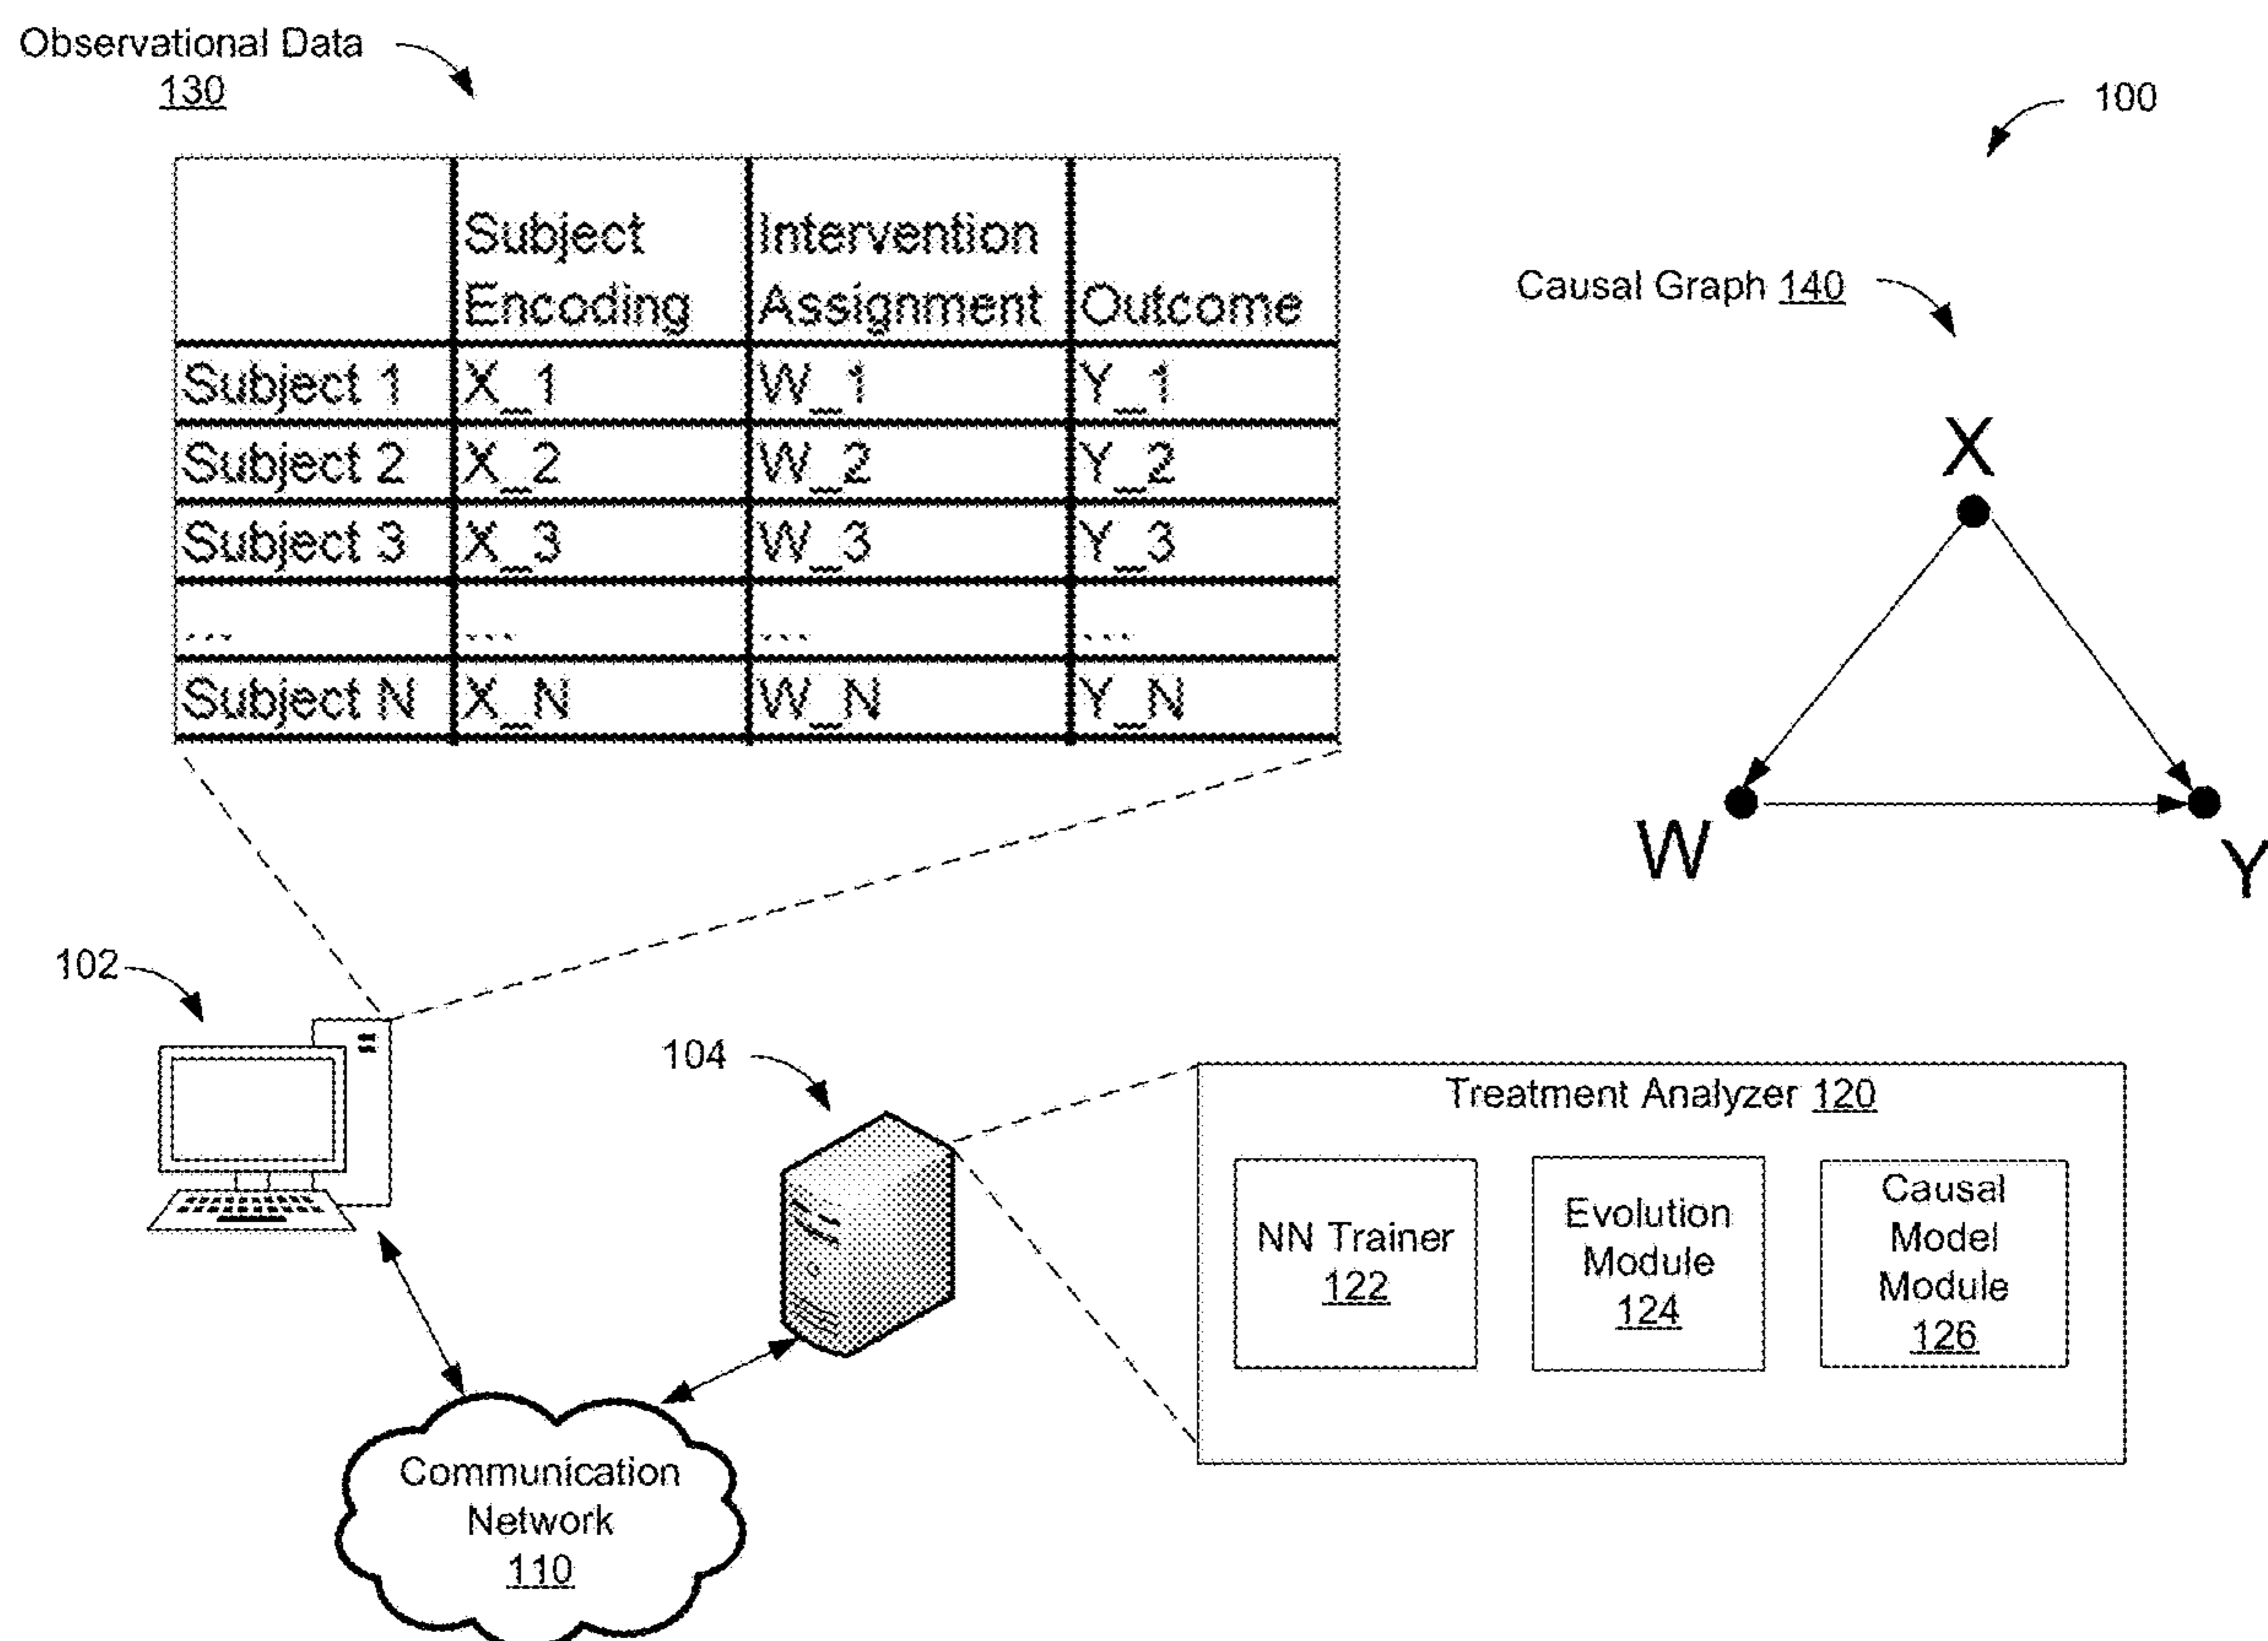 Observational Data
130
100
Subject Encoding Intervention Assignment Outcome
Subject 1 X_1 W_1 Y_1
Subject 2 X_2 W_2 Y_2
Subject 3 X_3 W_3 Y_3
... ... ... ...
Subject N X_N W_N Y_N
Causal Graph 140
X
W
Y
102
104
Treatment Analyzer 120
NN Trainer
122
Evolution
Module
124
Causal
Model
Module
126
Communication
Network
110